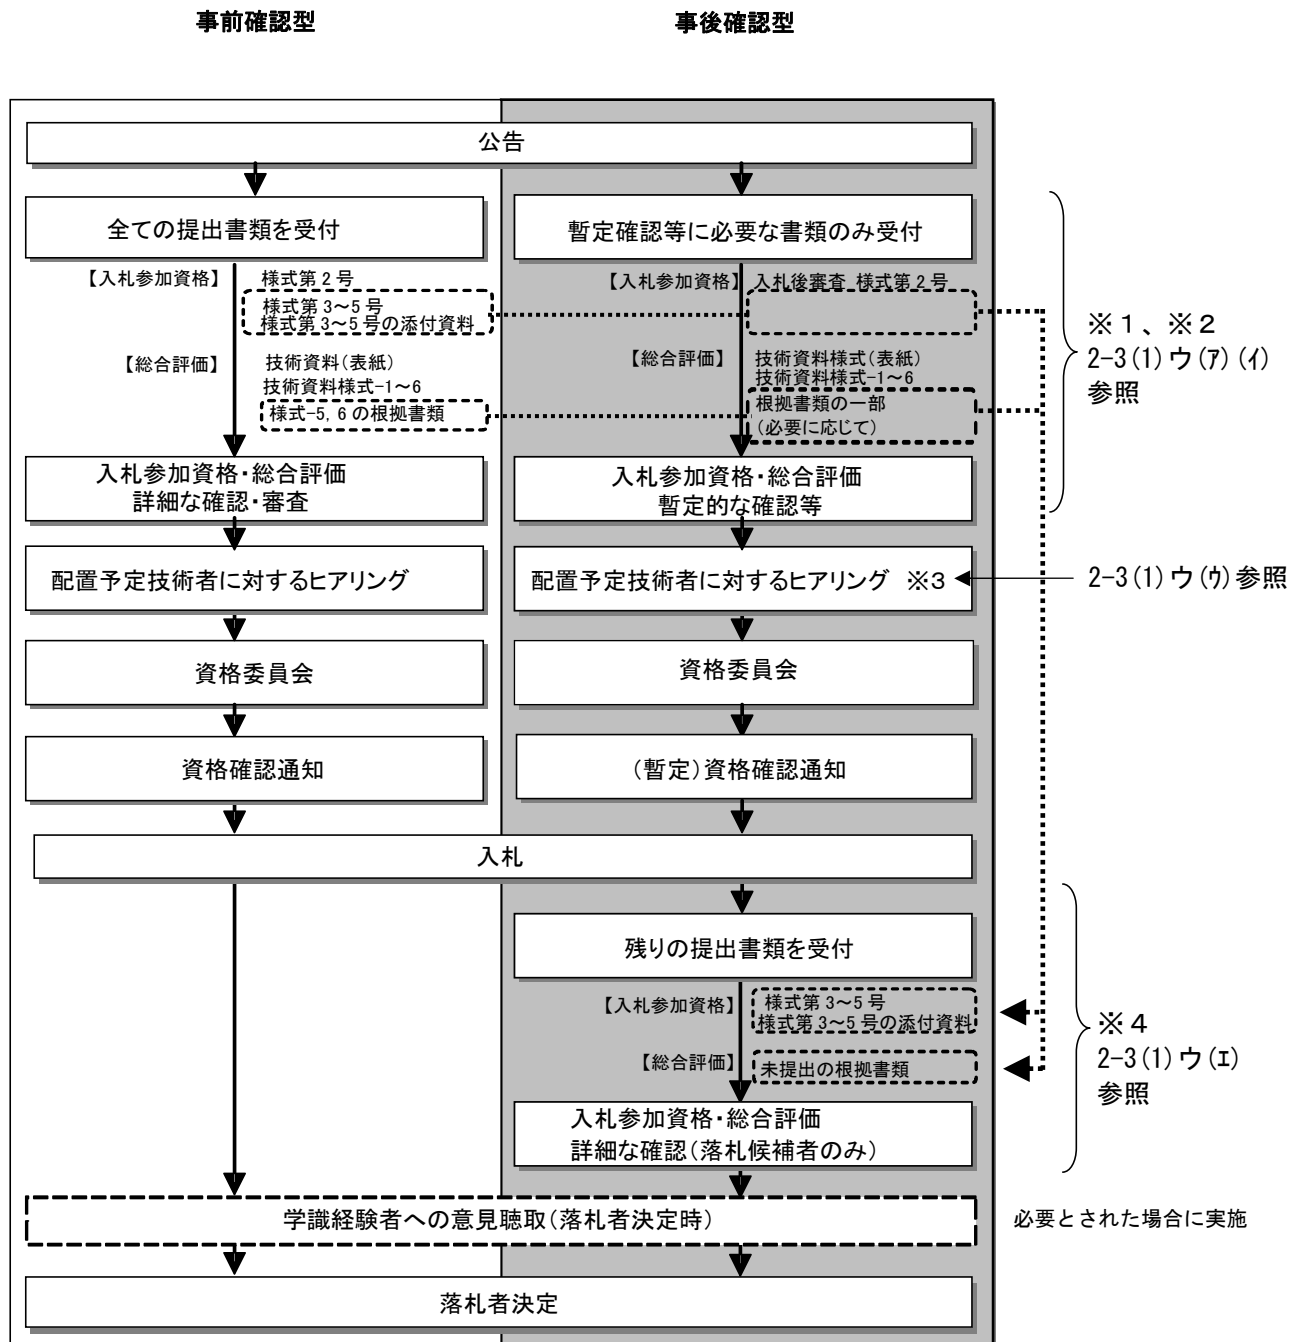 事前確認型
事後確認型
公告
全ての提出書類を受付
暫定確認等に必要な書類のみ受付
【入札参加資格】
様式第２号
様式第３～５号
様式第３～５号の添付資料
【総合評価】
技術資料（表紙）
技術資料様式-1～6
様式-5, 6 の根拠書類
【入札参加資格】
入札後審査 様式第２号
【総合評価】
技術資料様式（表紙）
技術資料様式-1～6
根拠書類の一部
（必要に応じて）
※１、※２
2-3(1)ウ(ｱ)(ｲ)
参照
入札参加資格・総合評価
詳細な確認・審査
入札参加資格・総合評価
暫定的な確認等
配置予定技術者に対するヒアリング
配置予定技術者に対するヒアリング ※３
2-3(1)ウ(ｳ)参照
資格委員会
資格委員会
資格確認通知
（暫定）資格確認通知
入札
残りの提出書類を受付
【入札参加資格】
様式第３～５号
様式第３～５号の添付資料
【総合評価】
未提出の根拠書類
※４
2-3(1)ウ(ｴ)
参照
入札参加資格・総合評価
詳細な確認（落札候補者のみ）
学識経験者への意見聴取（落札者決定時）
必要とされた場合に実施
落札者決定